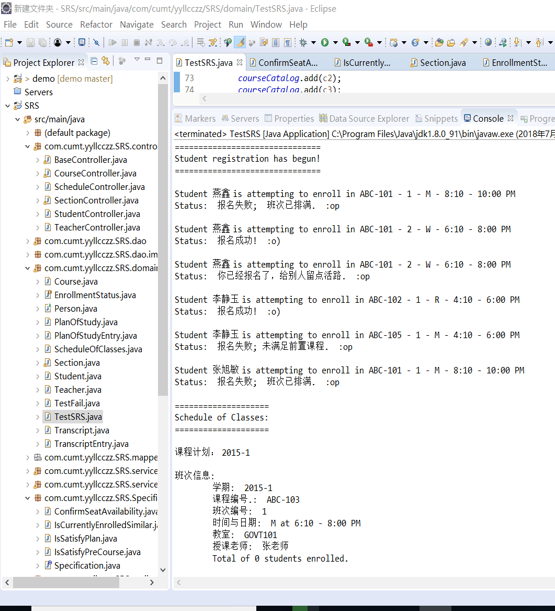 新建文件夹 - SRS/src/main/java/com/cumt/yyllcczz/SRS/domain/TestSRS.java - Eclipse
File Edit Source Refactor Navigate Search Project Run Window Help
Project Explorer
demo [demo master]
Servers
SRS
src/main/java
(default package)
com.cumt.yyllcczz.SRS.contro
BaseController.java
CourseController.java
ScheduleController.java
SectionController.java
StudentController.java
TeacherController.java
com.cumt.yyllcczz.SRS.dao
com.cumt.yyllcczz.SRS.dao.im
com.cumt.yyllcczz.SRS.domain
Course.java
EnrollmentStatus.java
Person.java
PlanOfStudy.java
PlanOfStudyEntry.java
ScheduleOfClasses.java
Section.java
Student.java
Teacher.java
TestFail.java
TestSRS.java
Transcript.java
TranscriptEntry.java
com.cumt.yyllcczz.SRS.mappe
com.cumt.yyllcczz.SRS.service
com.cumt.yyllcczz.SRS.service
com.cumt.yyllcczz.SRS.Specifi
ConfirmSeatAvailability.java
IsCurrentlyEnrolledSimilar.j
IsSatisfyPlan.java
IsSatisfyPreCourse.java
Specification.java
TestSRS.java ConfirmSeatA... IsCurrently... Section.java EnrollmentSt...
73 courseCatalog.add(c2);
74 courseCatalog.add(c3);
Markers Servers Properties Data Source Explorer Snippets Console Progre
<terminated> TestSRS [Java Application] C:\Program Files\Java\jdk1.8.0_91\bin\javaw.exe (2018年7月
===============================
Student registration has begun!
===============================
Student 燕鑫 is attempting to enroll in ABC-101 - 1 - M - 8:10 - 10:00 PM
Status: 报名失败; 班次已排满. :op
Student 燕鑫 is attempting to enroll in ABC-101 - 2 - W - 6:10 - 8:00 PM
Status: 报名成功! :o)
Student 燕鑫 is attempting to enroll in ABC-101 - 2 - W - 6:10 - 8:00 PM
Status: 你已经报名了，给别人留点活路. :op
Student 李静玉 is attempting to enroll in ABC-102 - 1 - R - 4:10 - 6:00 PM
Status: 报名成功! :o)
Student 李静玉 is attempting to enroll in ABC-105 - 1 - M - 4:10 - 6:00 PM
Status: 报名失败; 未满足前置课程. :op
Student 张旭敏 is attempting to enroll in ABC-101 - 1 - M - 8:10 - 10:00 PM
Status: 报名失败; 班次已排满. :op
====================
Schedule of Classes:
====================
课程计划: 2015-1
班次信息:
学期: 2015-1
课程编号.: ABC-103
班次编号: 1
时间与日期: M at 6:10 - 8:00 PM
教室: GOVT101
授课老师: 张老师
Total of 0 students enrolled.